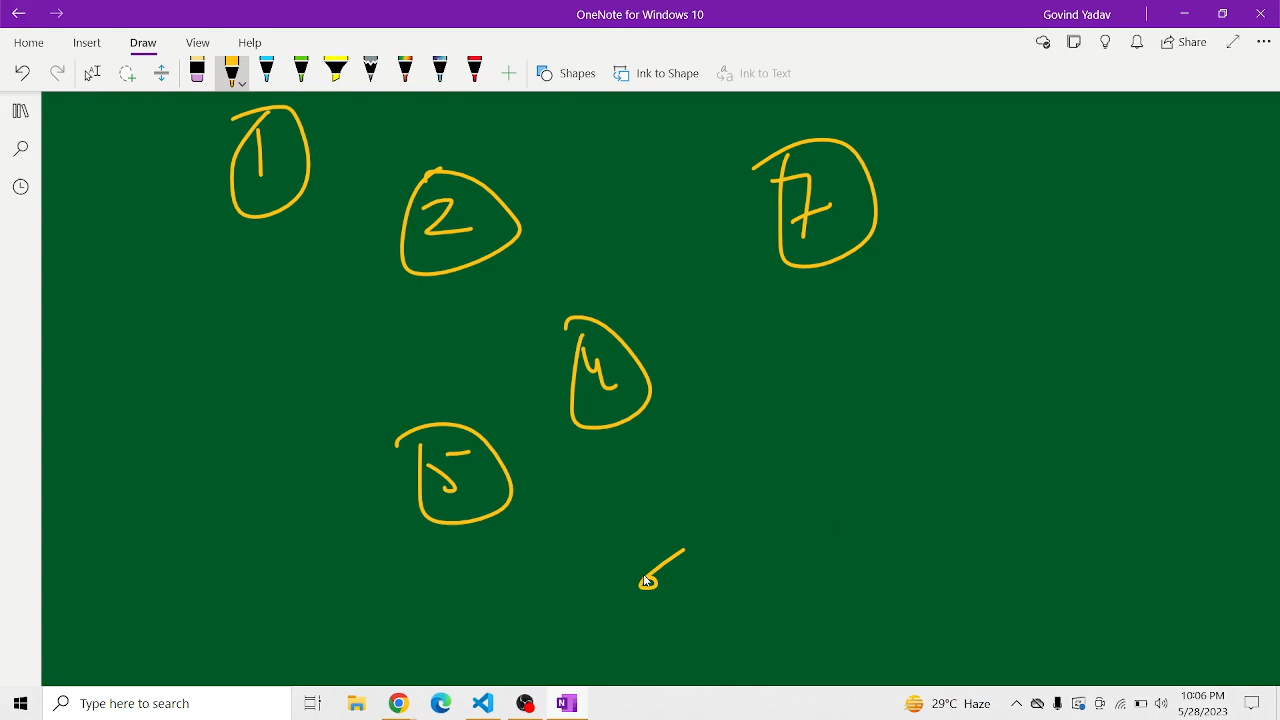 OneNote for Windows 10
Govind Yadav
Home Insert Draw View Help
Share
Shapes Ink to Shape Ink to Text
1
2
7
4
5
6
Type here to search
29°C Haze
10:06 PM
5/28/2023